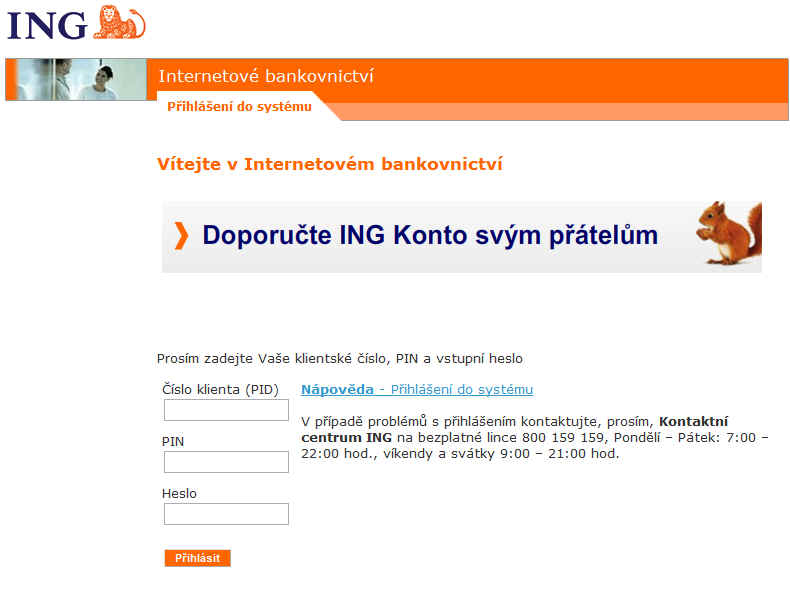 ING
Internetové bankovnictví
Přihlášení do systému
Vítejte v Internetovém bankovnictví
❯ Doporučte ING Konto svým přátelům
Prosím zadejte Vaše klientské číslo, PIN a vstupní heslo
Číslo klienta (PID)
Nápověda - Přihlášení do systému
V případě problémů s přihlášením kontaktujte, prosím, Kontaktní
centrum ING na bezplatné lince 800 159 159, Pondělí – Pátek: 7:00 –
22:00 hod., víkendy a svátky 9:00 – 21:00 hod.
PIN
Heslo
Přihlásit